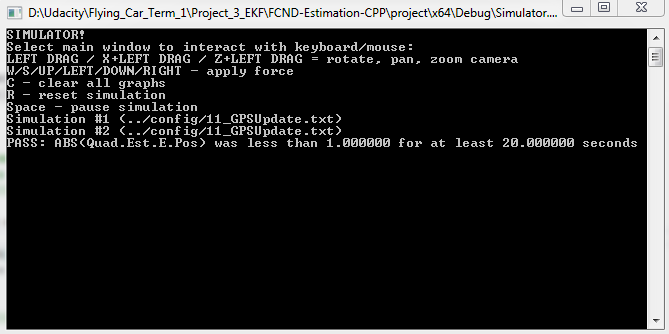 D:\Udacity\Flying_Car_Term_1\Project_3_EKF\FCND-Estimation-CPP\project\x64\Debug\Simulator....
SIMULATOR!
Select main window to interact with keyboard/mouse:
LEFT DRAG / X+LEFT DRAG / Z+LEFT DRAG = rotate, pan, zoom camera
W/S/UP/LEFT/DOWN/RIGHT - apply force
C - clear all graphs
R - reset simulation
Space - pause simulation
Simulation #1 (../config/11_GPSUpdate.txt)
Simulation #2 (../config/11_GPSUpdate.txt)
PASS: ABS(Quad.Est.E.Pos) was less than 1.000000 for at least 20.000000 seconds